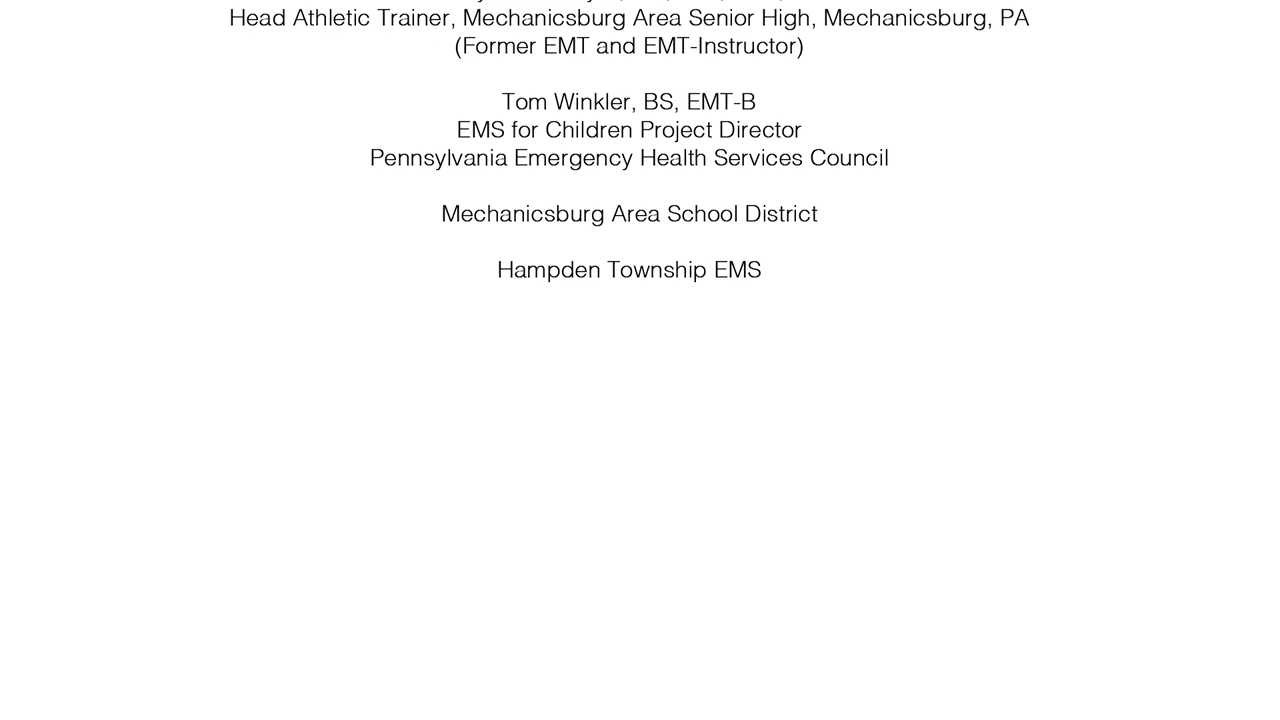 Head Athletic Trainer, Mechanicsburg Area Senior High, Mechanicsburg, PA
(Former EMT and EMT-Instructor)
Tom Winkler, BS, EMT-B
EMS for Children Project Director
Pennsylvania Emergency Health Services Council
Mechanicsburg Area School District
Hampden Township EMS